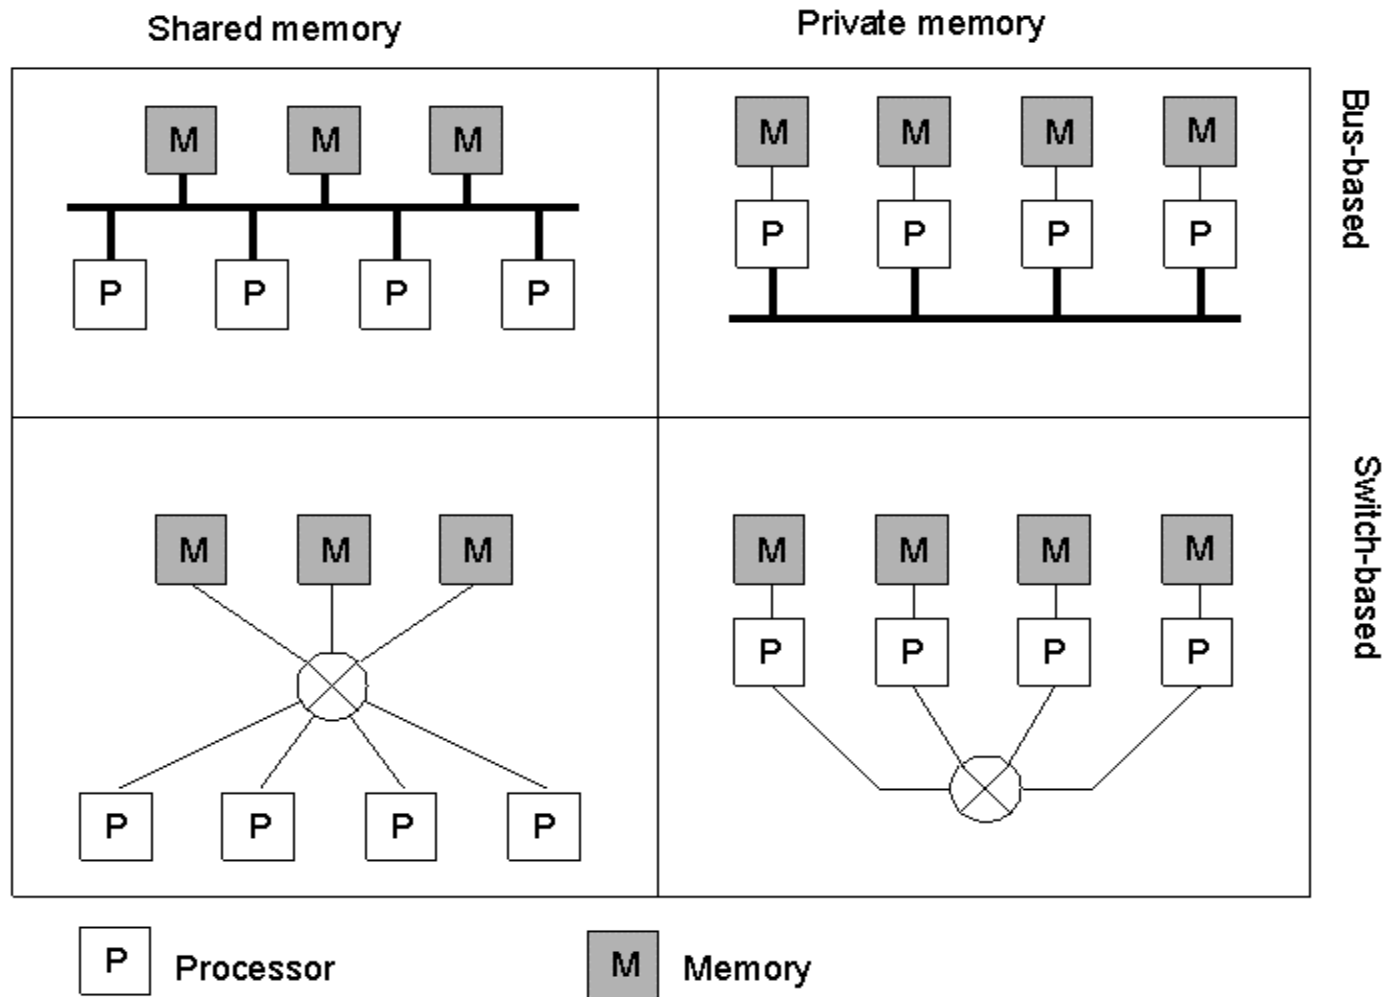 Shared memory
Private memory
M M M
P P P P
M M M M
P P P P
Bus-based
M M M
P P P P
M M M M
P P P P
Switch-based
P Processor
M Memory